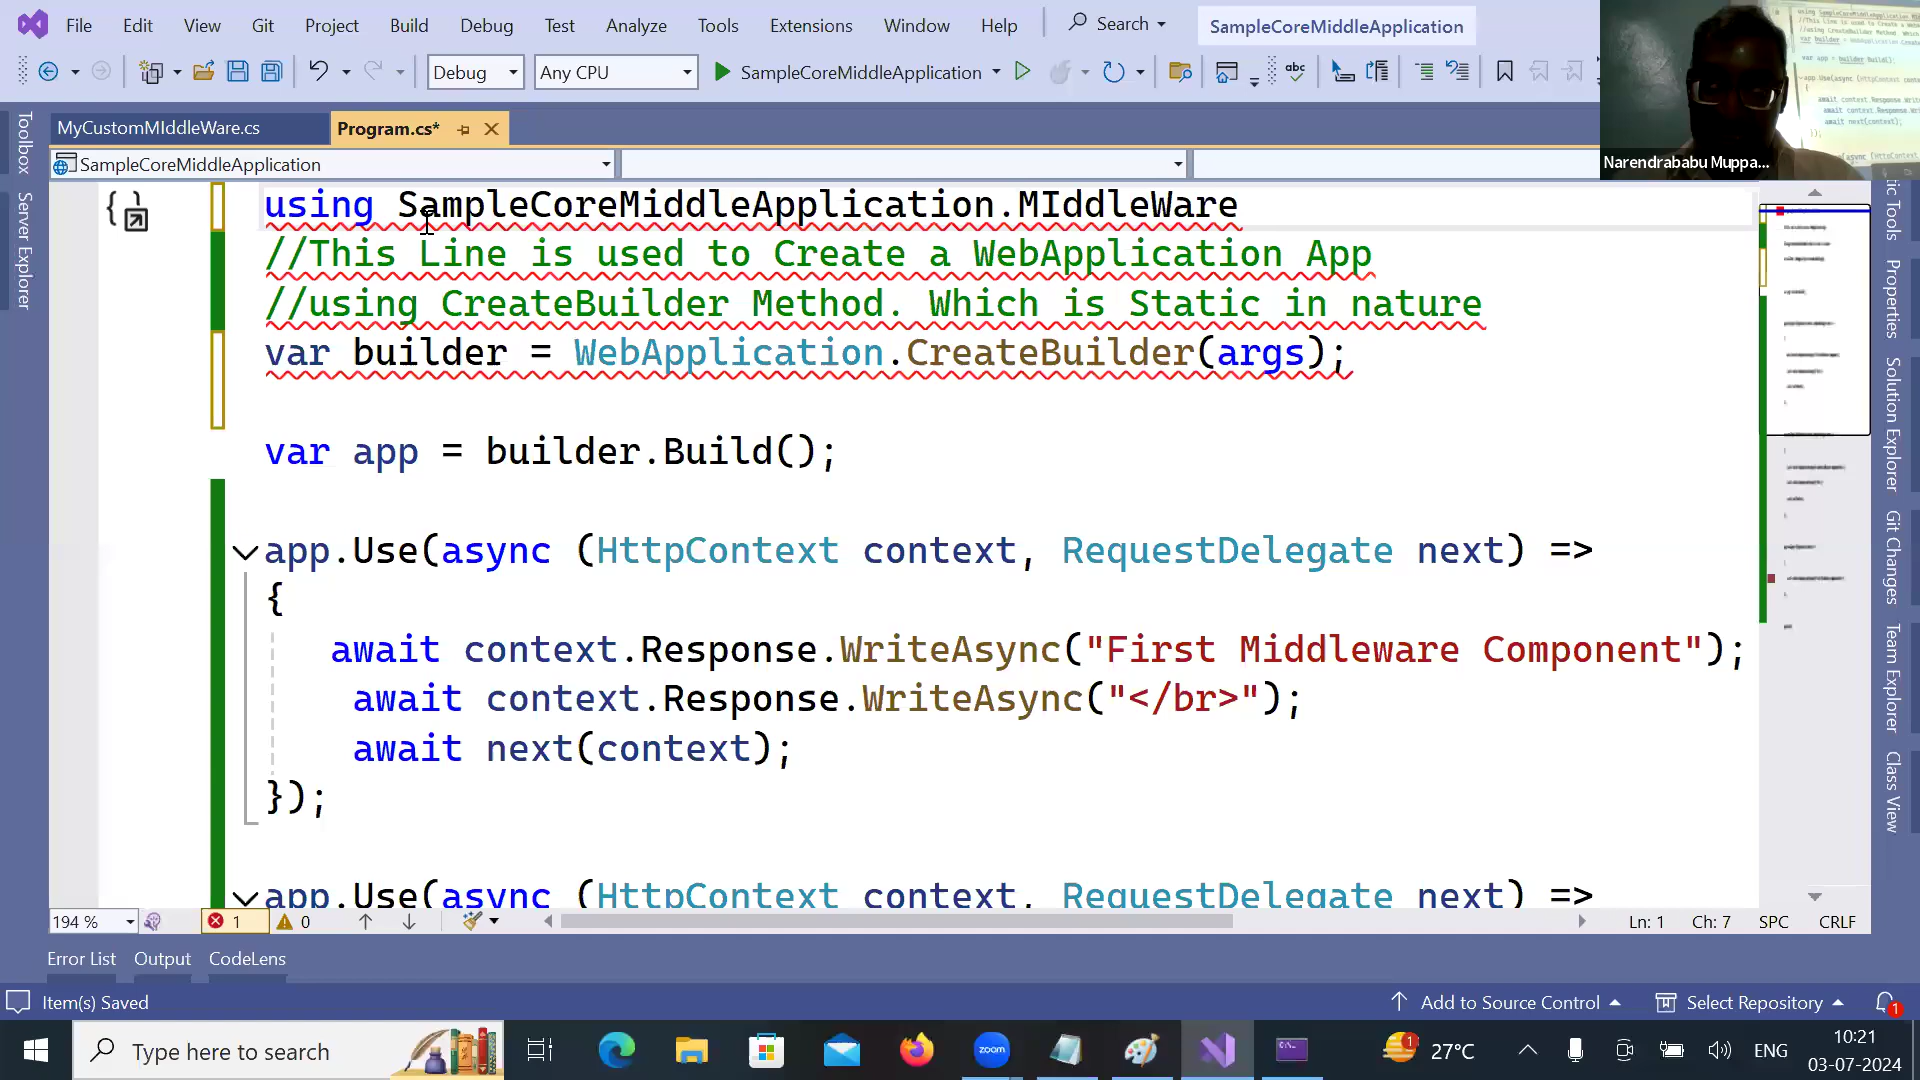 File Edit View Git Project Build Debug Test Analyze Tools Extensions Window Help Search SampleCoreMiddleApplication
Debug Any CPU SampleCoreMiddleApplication
MyCustomMIddleWare.cs Program.cs*
SampleCoreMiddleApplication
Narendrababu Muppa...
Toolbox
Server Explorer
using SampleCoreMiddleApplication.MIddleWare
//This Line is used to Create a WebApplication App
//using CreateBuilder Method. Which is Static in nature
var builder = WebApplication.CreateBuilder(args);
var app = builder.Build();
app.Use(async (HttpContext context, RequestDelegate next) =>
{
await context.Response.WriteAsync("First Middleware Component");
await context.Response.WriteAsync("</br>");
await next(context);
});
app.Use(async (HttpContext context, RequestDelegate next) =>
Tools
Properties
Solution Explorer
Git Changes
Team Explorer
Class View
194 % 1 0 Ln: 1 Ch: 7 SPC CRLF
Error List Output CodeLens
Item(s) Saved Add to Source Control Select Repository 1
Type here to search zoom 1 27°C ENG 10:21
03-07-2024